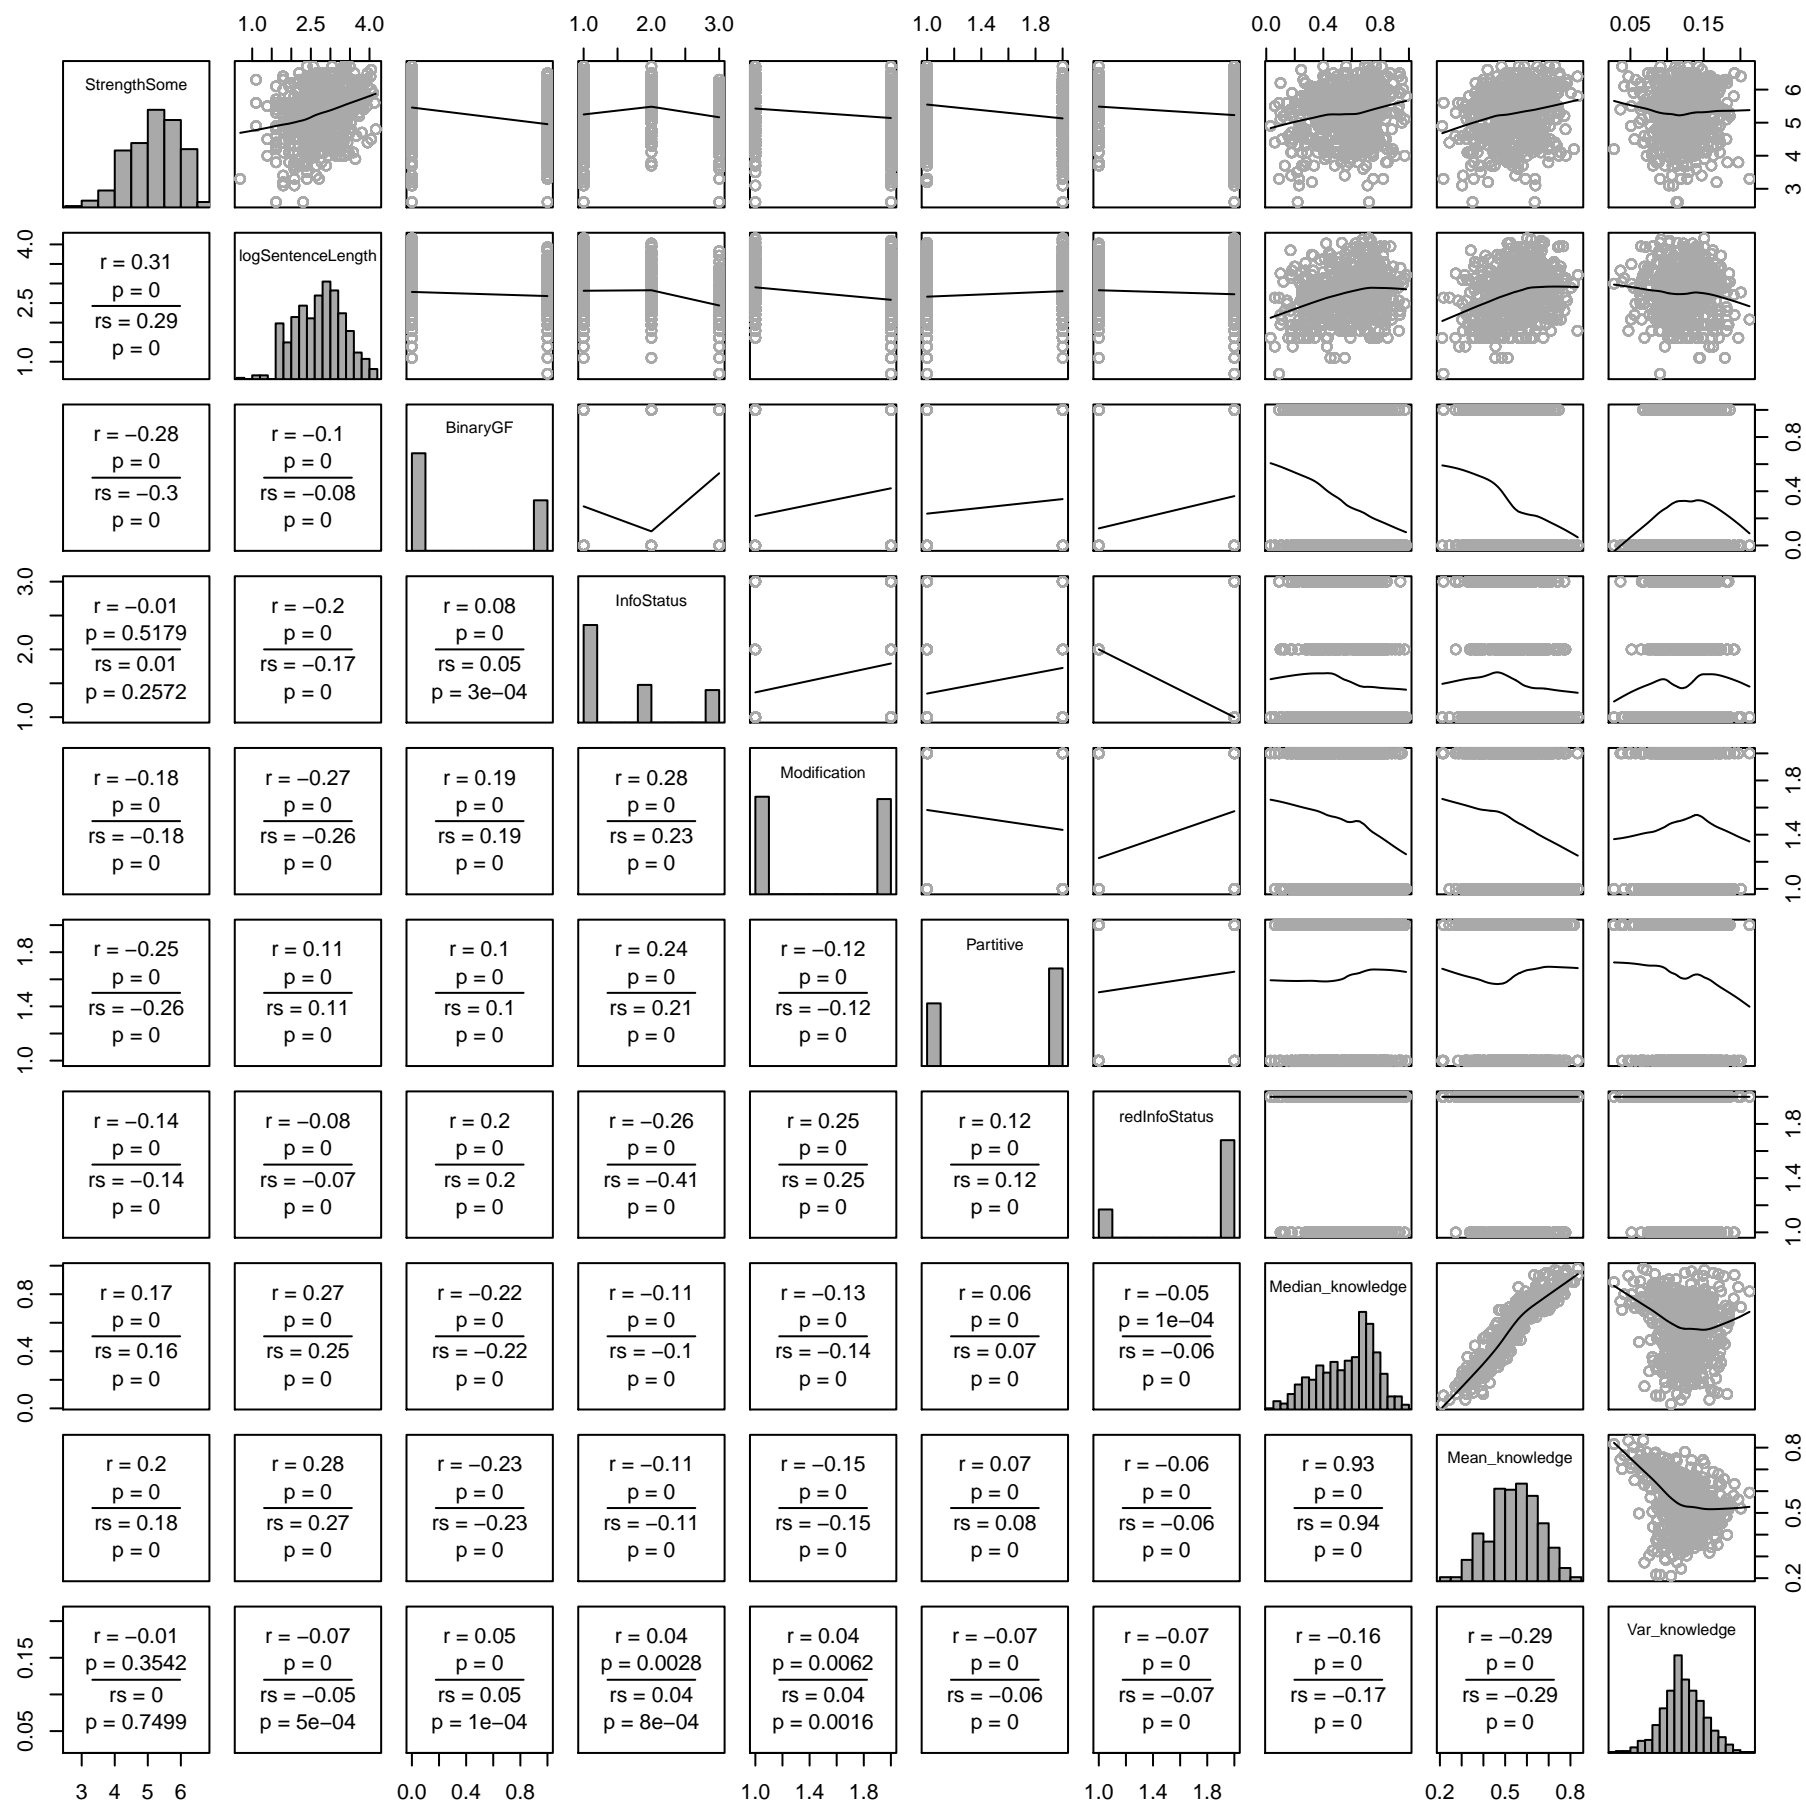 1.0 2.5 4.0 1.0 2.0 3.0 1.0 1.4 1.8 0.0 0.4 0.8 0.05 0.15
StrengthSome
3 4 5 6
logSentenceLength
1.0 2.5 4.0
r = 0.31
p = 0
rs = 0.29
p = 0
BinaryGF
0.0 0.4 0.8
r = −0.28
p = 0
rs = −0.3
p = 0
r = −0.1
p = 0
rs = −0.08
p = 0
InfoStatus
1.0 2.0 3.0
r = −0.01
p = 0.5179
rs = 0.01
p = 0.2572
r = −0.2
p = 0
rs = −0.17
p = 0
r = 0.08
p = 0
rs = 0.05
p = 3e−04
Modification
1.0 1.4 1.8
r = −0.18
p = 0
rs = −0.18
p = 0
r = −0.27
p = 0
rs = −0.26
p = 0
r = 0.19
p = 0
rs = 0.19
p = 0
r = 0.28
p = 0
rs = 0.23
p = 0
Partitive
1.0 1.4 1.8
r = −0.25
p = 0
rs = −0.26
p = 0
r = 0.11
p = 0
rs = 0.11
p = 0
r = 0.1
p = 0
rs = 0.1
p = 0
r = 0.24
p = 0
rs = 0.21
p = 0
r = −0.12
p = 0
rs = −0.12
p = 0
redInfoStatus
1.0 1.4 1.8
r = −0.14
p = 0
rs = −0.14
p = 0
r = −0.08
p = 0
rs = −0.07
p = 0
r = 0.2
p = 0
rs = 0.2
p = 0
r = −0.26
p = 0
rs = −0.41
p = 0
r = 0.25
p = 0
rs = 0.25
p = 0
r = 0.12
p = 0
rs = 0.12
p = 0
Median_knowledge
0.0 0.4 0.8
r = 0.17
p = 0
rs = 0.16
p = 0
r = 0.27
p = 0
rs = 0.25
p = 0
r = −0.22
p = 0
rs = −0.22
p = 0
r = −0.11
p = 0
rs = −0.1
p = 0
r = −0.13
p = 0
rs = −0.14
p = 0
r = 0.06
p = 0
rs = 0.07
p = 0
r = −0.05
p = 1e−04
rs = −0.06
p = 0
Mean_knowledge
0.2 0.5 0.8
r = 0.2
p = 0
rs = 0.18
p = 0
r = 0.28
p = 0
rs = 0.27
p = 0
r = −0.23
p = 0
rs = −0.23
p = 0
r = −0.11
p = 0
rs = −0.11
p = 0
r = −0.15
p = 0
rs = −0.15
p = 0
r = 0.07
p = 0
rs = 0.08
p = 0
r = −0.06
p = 0
rs = −0.06
p = 0
r = 0.93
p = 0
rs = 0.94
p = 0
Var_knowledge
0.05 0.15
r = −0.01
p = 0.3542
rs = 0
p = 0.7499
r = −0.07
p = 0
rs = −0.05
p = 5e−04
r = 0.05
p = 0
rs = 0.05
p = 1e−04
r = 0.04
p = 0.0028
rs = 0.04
p = 8e−04
r = 0.04
p = 0.0062
rs = 0.04
p = 0.0016
r = −0.07
p = 0
rs = −0.06
p = 0
r = −0.07
p = 0
rs = −0.07
p = 0
r = −0.16
p = 0
rs = −0.17
p = 0
r = −0.29
p = 0
rs = −0.29
p = 0
3 4 5 6 0.0 0.4 0.8 1.0 1.4 1.8 1.0 1.4 1.8 0.2 0.5 0.8